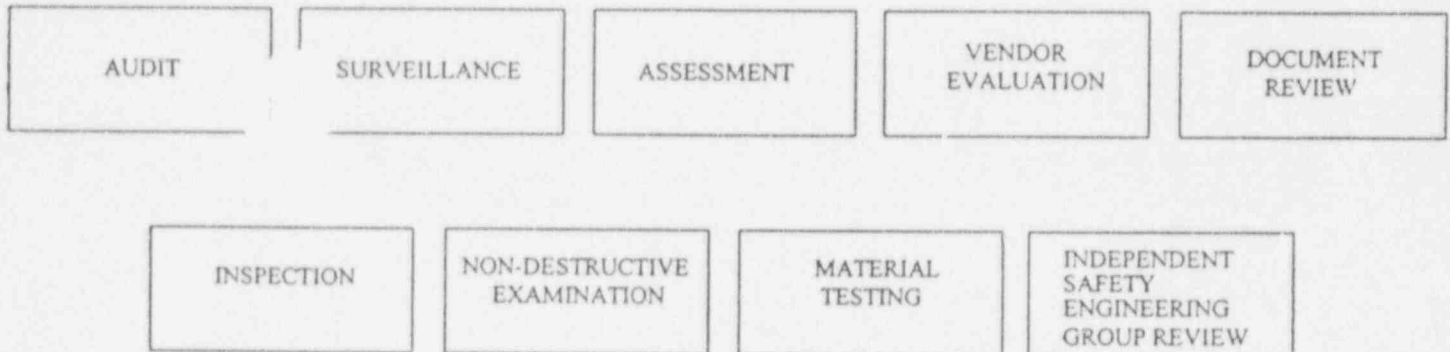 AUDIT
SURVEILLANCE
ASSESSMENT
VENDOR
EVALUATION
DOCUMENT
REVIEW
INSPECTION
NON-DESTRUCTIVE
EXAMINATION
MATERIAL
TESTING
INDEPENDENT
SAFETY
ENGINEERING
GROUP REVIEW